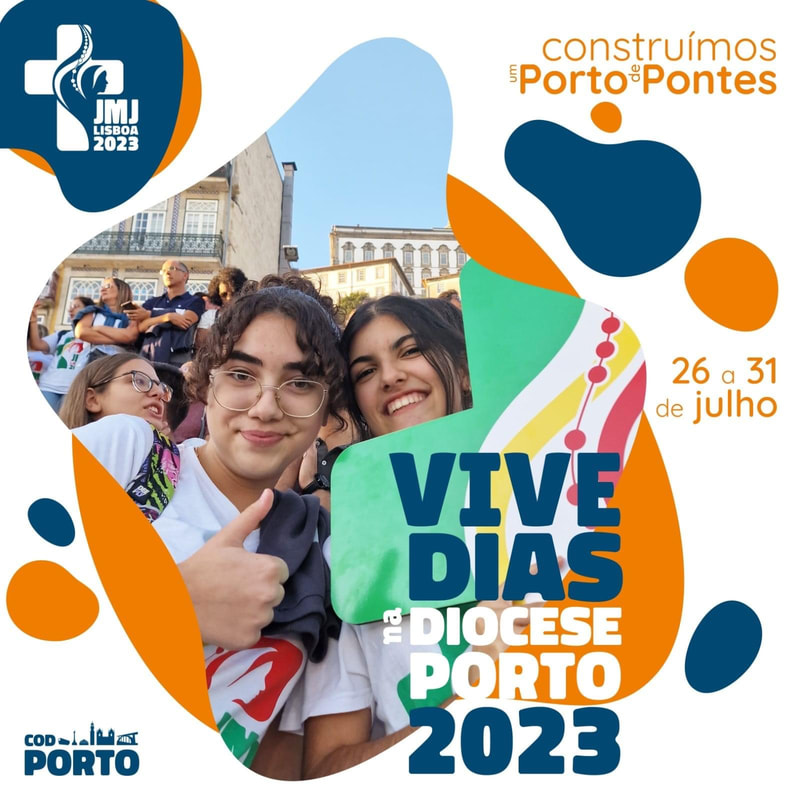 JMJ
LISBOA
2023
construímos
um Porto de Pontes
26 a 31
de julho
VIVE
DIAS
na DIOCESE
PORTO
2023
COD
PORTO